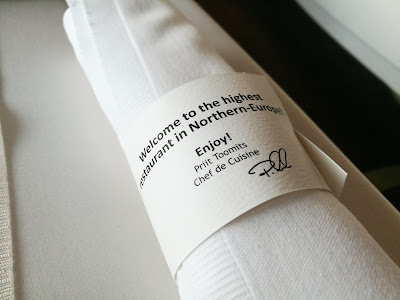 Welcome to the highest
restaurant in Northern-Europe!
Enjoy!
Priit Toomits
Chef de Cuisine